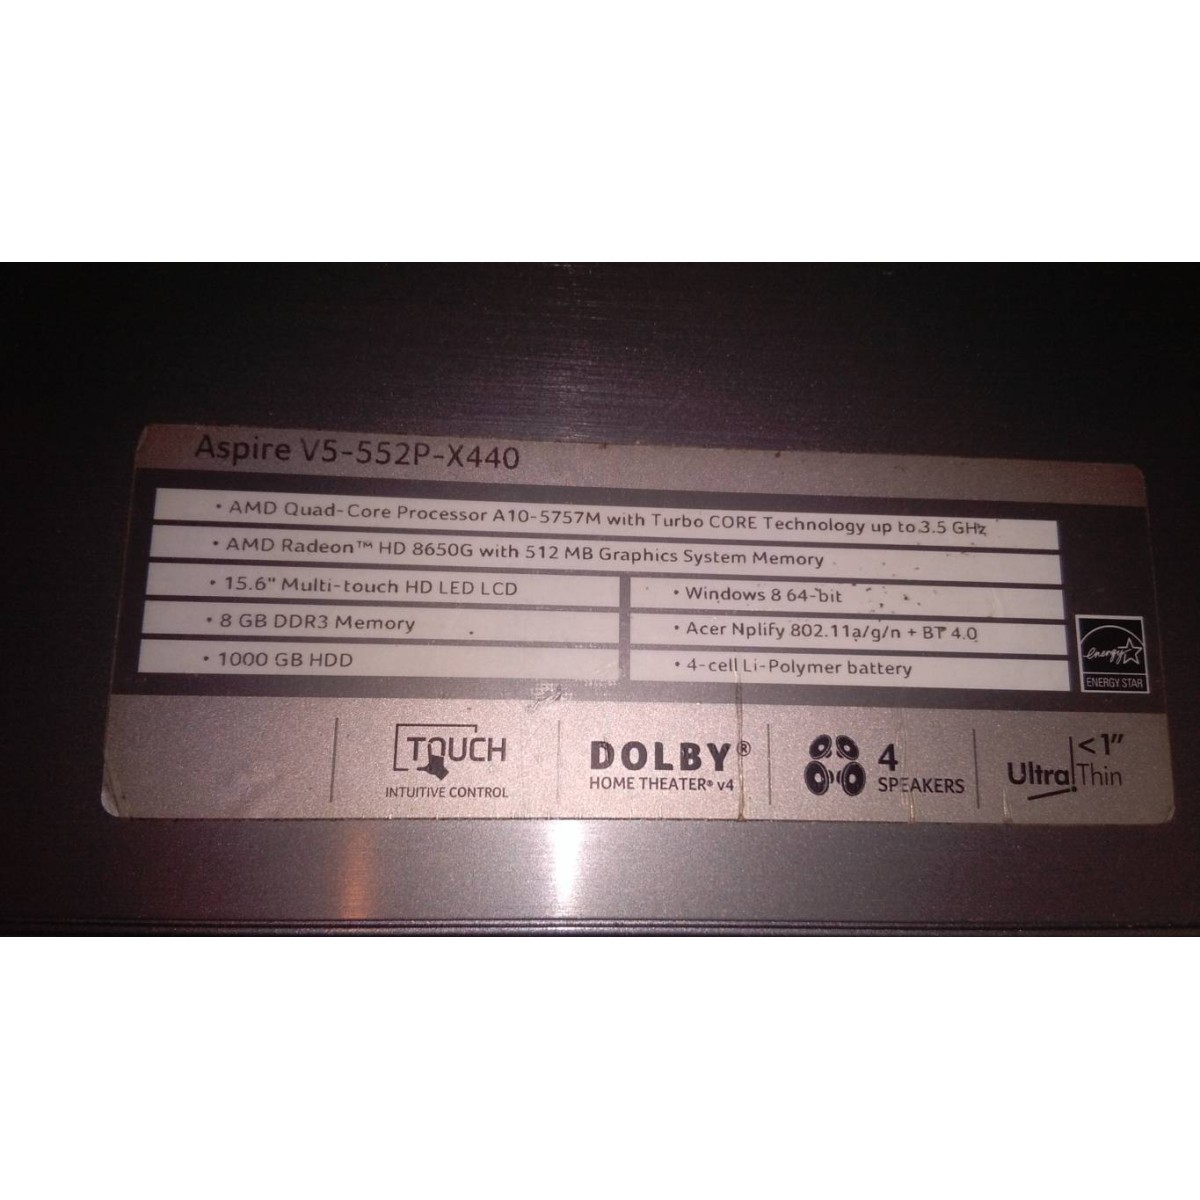 Aspire V5-552P-X440
• AMD Quad-Core Processor A10-5757M with Turbo CORE Technology up to 3.5 GHz
• AMD Radeon™ HD 8650G with 512 MB Graphics System Memory
• 15.6" Multi-touch HD LED LCD
• 8 GB DDR3 Memory
• 1000 GB HDD
• Windows 8 64-bit
• Acer Nplify 802.11a/g/n + BT 4.0
• 4-cell Li-Polymer battery
energy
ENERGY STAR
TOUCH
INTUITIVE CONTROL
DOLBY®
HOME THEATER® v4
4
SPEAKERS
<1"
Ultra Thin